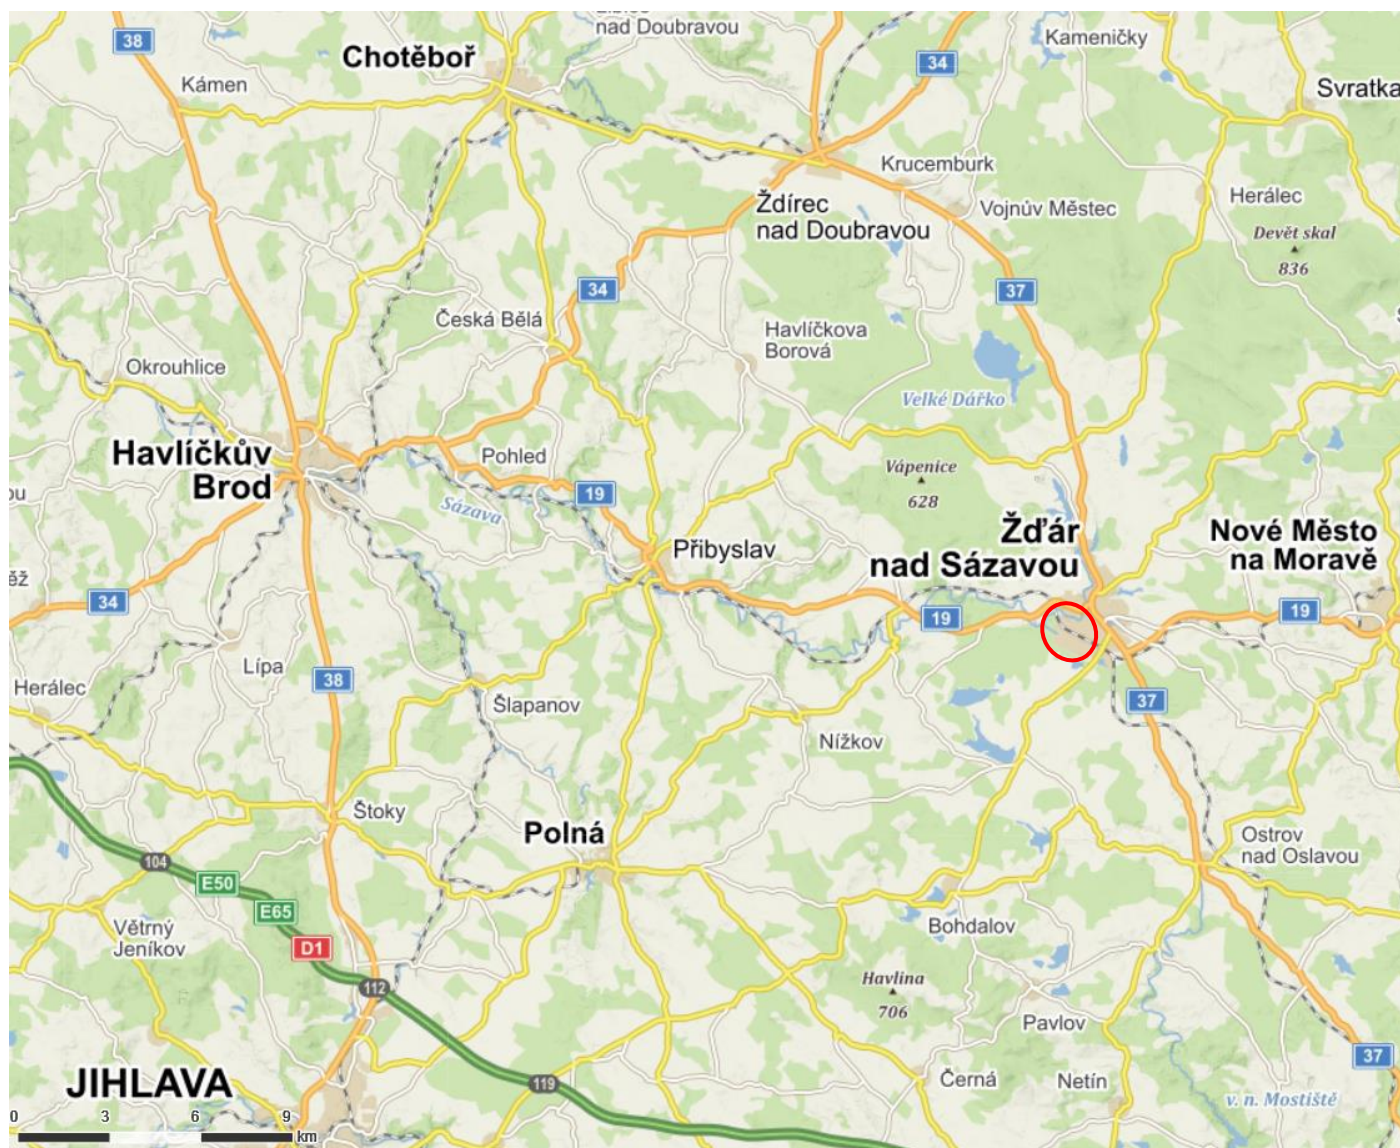 38
Chotěboř
nad Doubravou
Kameničky
34
Kámen
Svratka
Krucemburk
Herálec
Ždírec
nad Doubravou
Vojnův Městec
Devět skal
836
34
37
Česká Bělá
Havlíčkova
Borová
Okrouhlice
Velké Dářko
Havlíčkův
Brod
Pohled
Vápenice
628
19
Sázava
Žďár
nad Sázavou
Nové Město
na Moravě
Přibyslav
34
19
19
Lípa
38
Herálec
Šlapanov
37
Nížkov
Štoky
Polná
Ostrov
nad Oslavou
104
E50
E65
D1
Větrný
Jeníkov
Bohdalov
112
Havlina
706
Pavlov
37
JIHLAVA
119
Černá
Netín
v. n. Mostiště
0 3 6 9
km